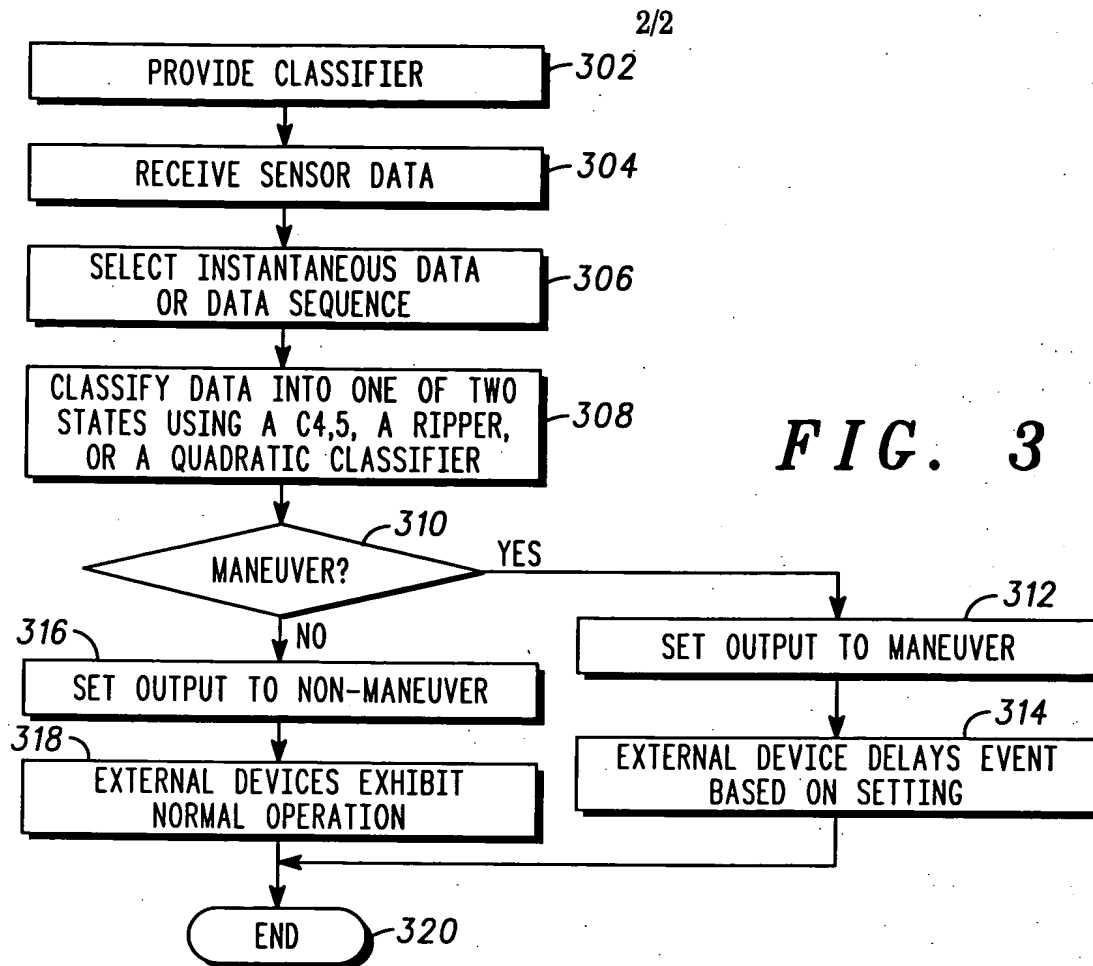 2/2
PROVIDE CLASSIFIER
302
RECEIVE SENSOR DATA
304
SELECT INSTANTANEOUS DATA
OR DATA SEQUENCE
306
CLASSIFY DATA INTO ONE OF TWO
STATES USING A C4,5, A RIPPER,
OR A QUADRATIC CLASSIFIER
308
FIG. 3
310
MANEUVER?
YES
NO
312
SET OUTPUT TO MANEUVER
316
SET OUTPUT TO NON-MANEUVER
314
EXTERNAL DEVICE DELAYS EVENT
BASED ON SETTING
318
EXTERNAL DEVICES EXHIBIT
NORMAL OPERATION
END
320